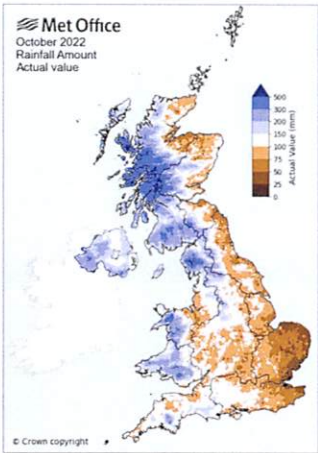 Met Office
October 2022
Rainfall Amount
Actual value
500
300
200
150
100
75
50
25
0
Actual Value (mm)
© Crown copyright